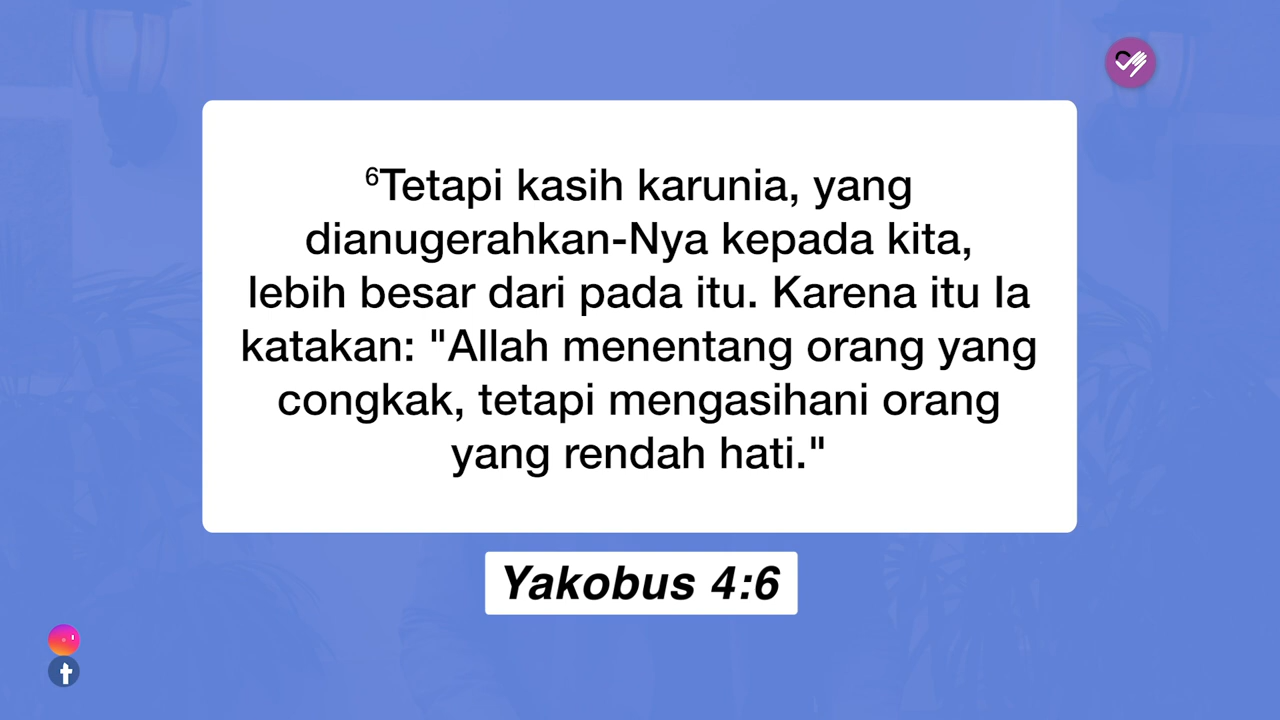 ⁶Tetapi kasih karunia, yang
dianugerahkan-Nya kepada kita,
lebih besar dari pada itu. Karena itu Ia
katakan: "Allah menentang orang yang
congkak, tetapi mengasihani orang
yang rendah hati."
Yakobus 4:6